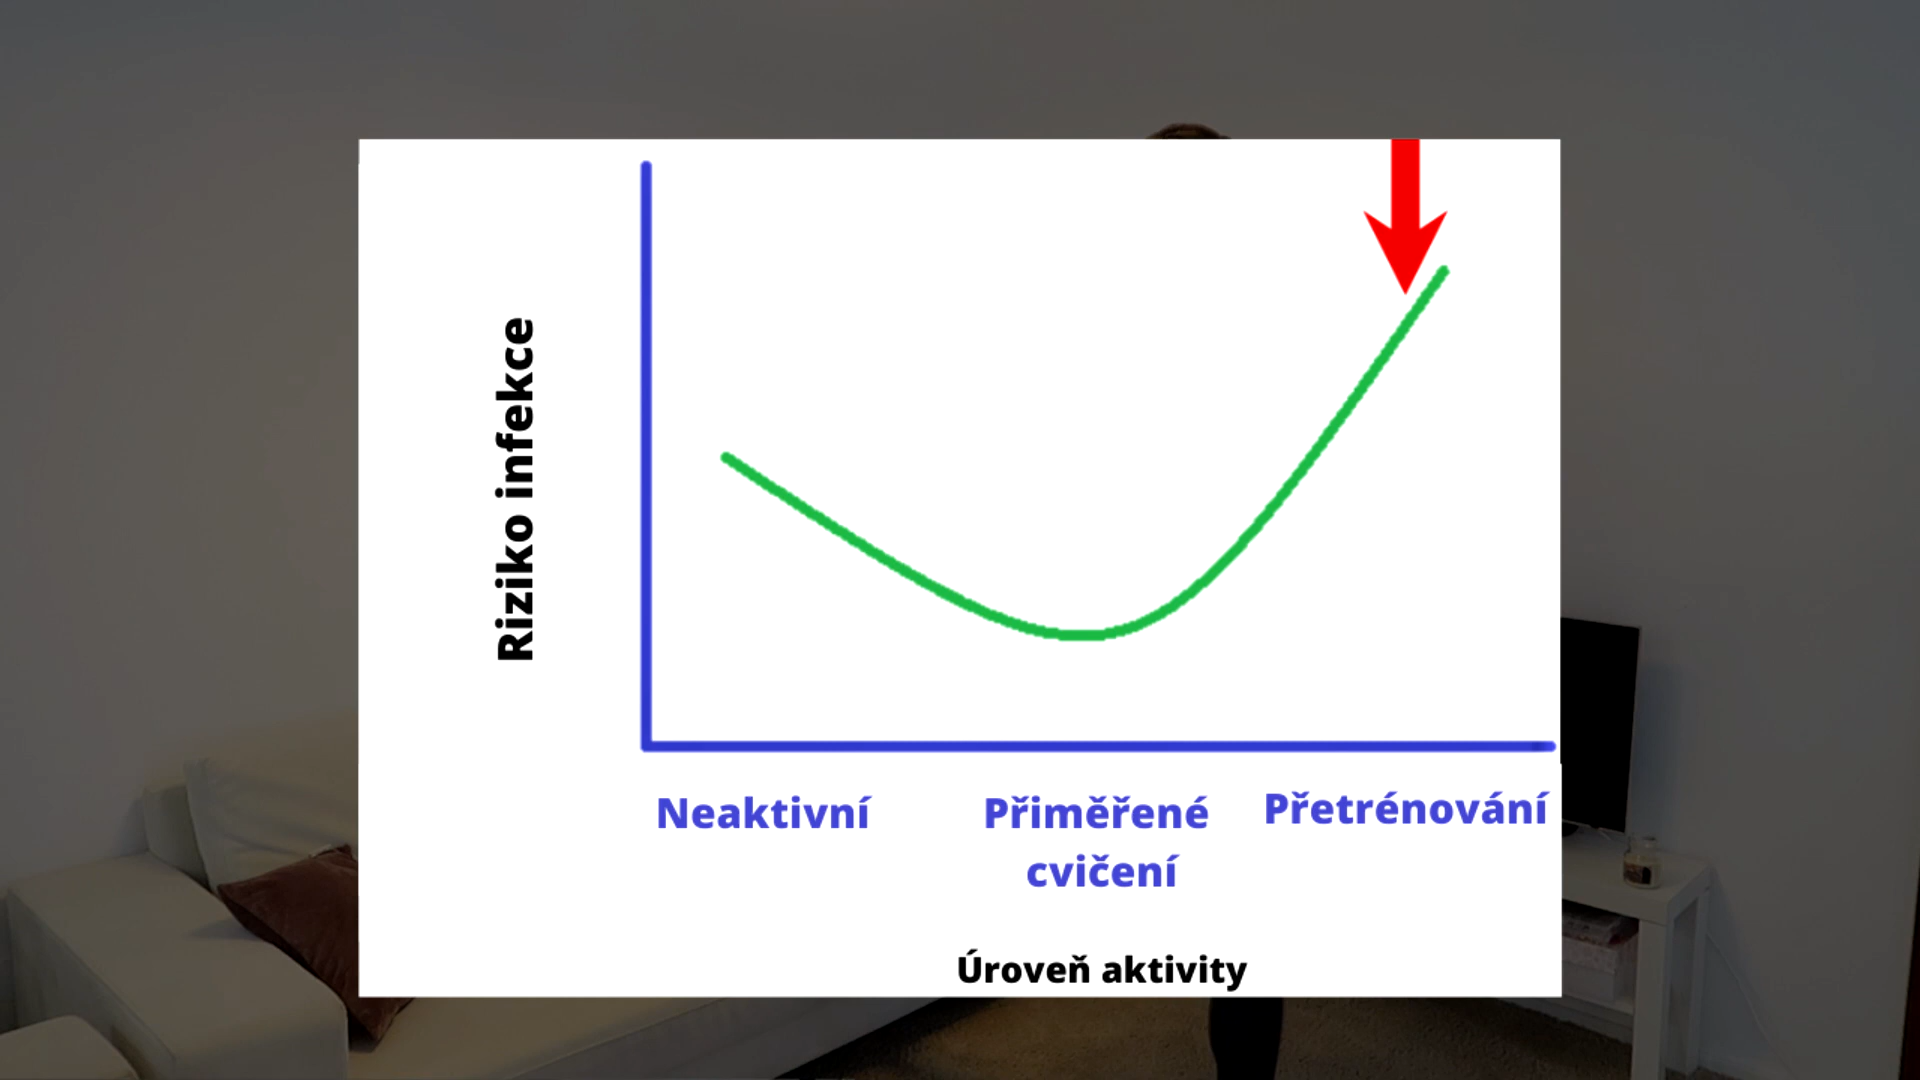 Riziko infekce
Neaktivní
Přiměřené
cvičení
Přetrénování
Úroveň aktivity